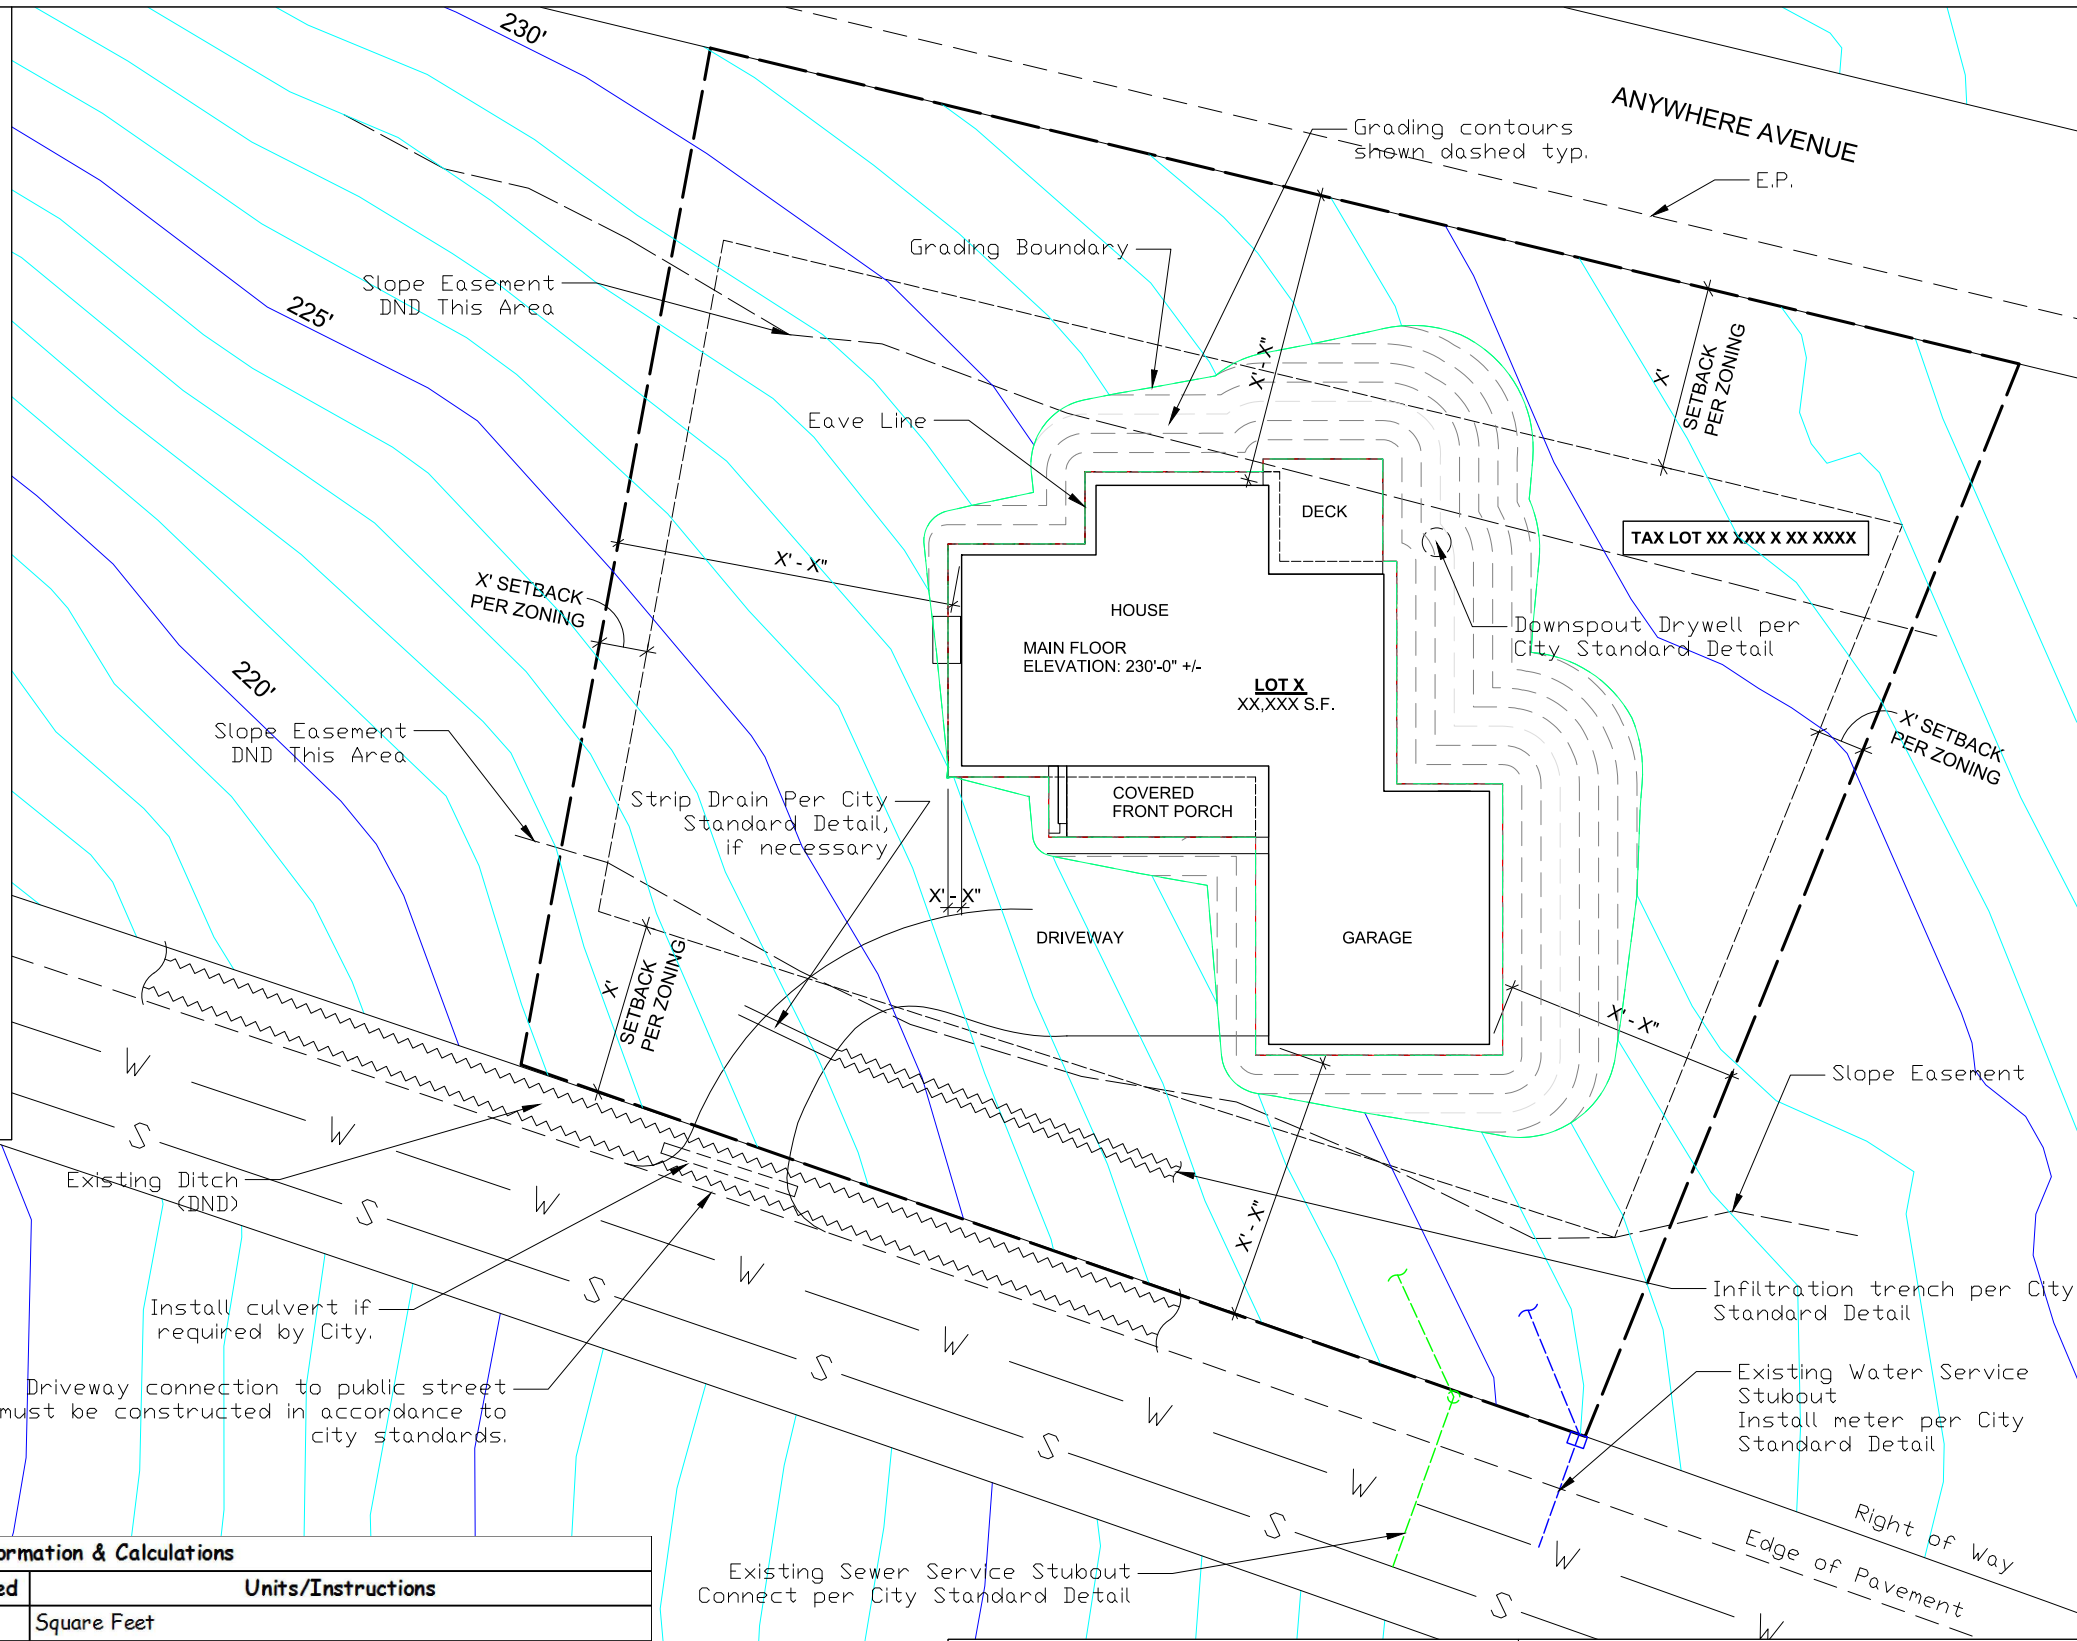 230'
ANYWHERE AVENUE
Grading contours
shown dashed typ.
E.P.
Grading Boundary
Slope Easement
DND This Area
225'
X' - X"
X'
SETBACK
PER ZONING
Eave Line
DECK
TAX LOT XX XXX X XX XXXX
X' - X"
X' SETBACK
PER ZONING
HOUSE
MAIN FLOOR
ELEVATION: 230'-0" +/-
Downspout Drywell per
City Standard Detail
LOT X
XX,XXX S.F.
220'
Slope Easement
DND This Area
X' SETBACK
PER ZONING
Strip Drain Per City
Standard Detail,
if necessary
COVERED
FRONT PORCH
X' - X"
DRIVEWAY
GARAGE
X'
SETBACK
PER ZONING
X' - X"
W
Slope Easement
S
W
Existing Ditch
(DND)
W
S
X' - X"
W
S
Install culvert if
required by City.
Infiltration trench per City
Standard Detail
W
S
Driveway connection to public street
must be constructed in accordance to
city standards.
Existing Water Service
Stubout
Install meter per City
Standard Detail
W
S
W
S
Right of Way
Edge of Pavement
W
Existing Sewer Service Stubout
Connect per City Standard Detail
S
W
ormation & Calculations
ed
Units/Instructions
Square Feet